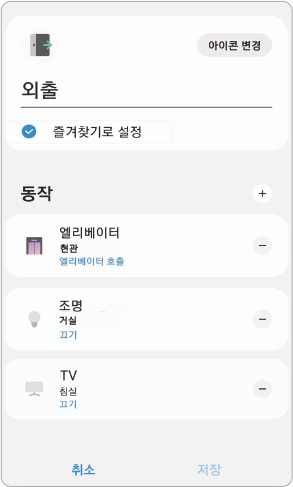 아이콘 변경
외출
즐겨찾기로 설정
동작
엘리베이터
현관
엘리베이터 호출
조명
거실
끄기
TV
침실
끄기
취소 저장